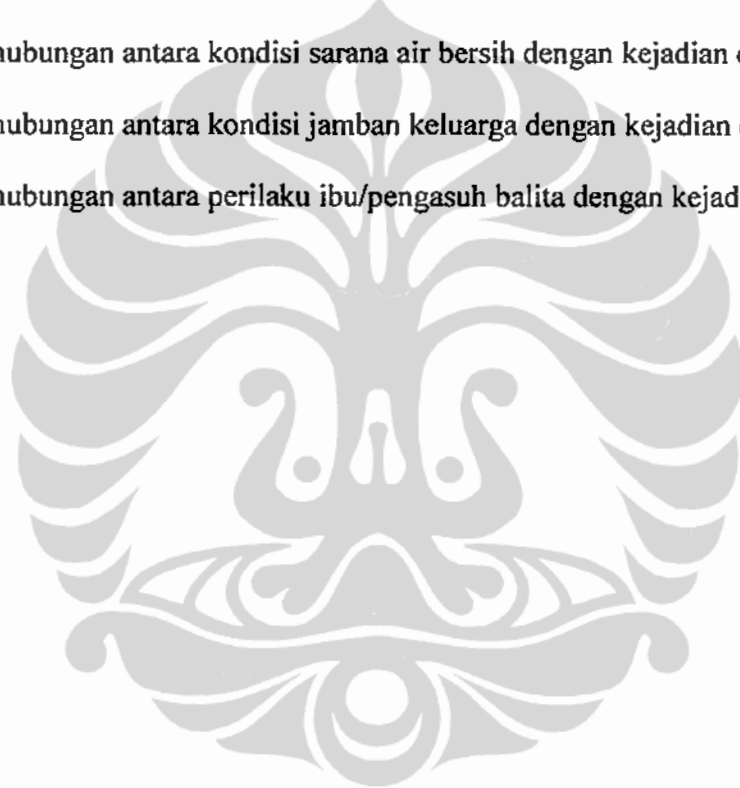 hubungan antara kondisi sarana air bersih dengan kejadian
hubungan antara kondisi jamban keluarga dengan kejadian
hubungan antara perilaku ibu/pengasuh balita dengan